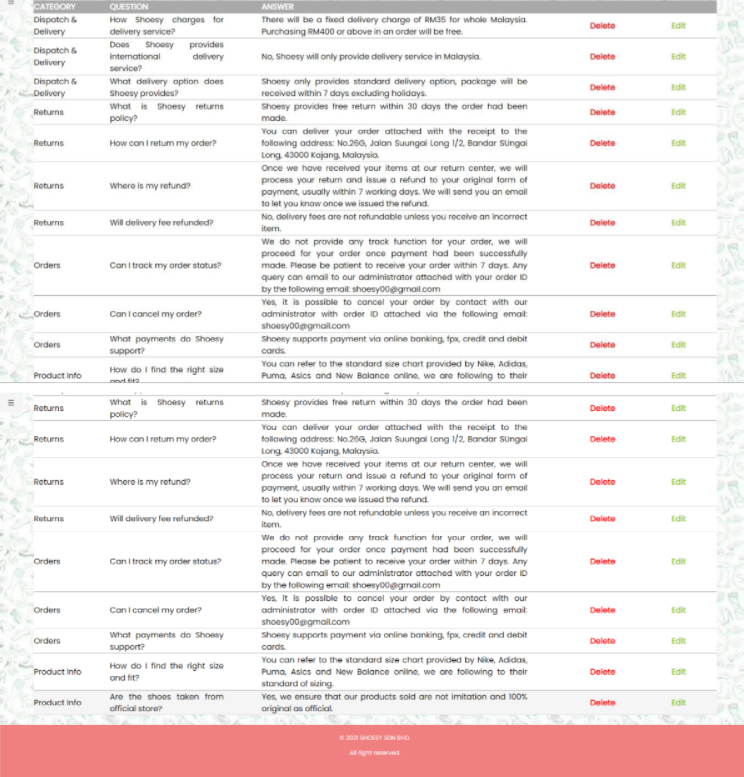 CATEGORY QUESTION ANSWER
Dispatch & Delivery How Shoesy charges for There will be a fixed delivery charge of RM35 for whole Malaysia. Delete Edit
delivery service? Purchasing RM400 or above in an order will be free.
Dispatch & Does Shoesy provides
Delivery international delivery No, Shoesy will only provide delivery service in Malaysia. Delete Edit
service?
Dispatch & What delivery option does Shoesy only provides standard delivery option, package will be Delete Edit
Delivery Shoesy provides? received within 7 days excluding holidays.
Returns What is Shoesy returns Shoesy provides free return within 30 days the order had been Delete Edit
policy? made.
You can deliver your order attached with the receipt to the
Returns How can I return my order? following address: No.26G, Jalan Suungai Long 1/2, Bandar SUngai Delete Edit
Long, 43000 Kajang, Malaysia.
Once we have received your items at our return center, we will
Returns Where is my refund? process your return and issue a refund to your original form of Delete Edit
payment, usually within 7 working days. We will send you an email
to let you know once we issued the refund.
Returns Will delivery fee refunded? No, delivery fees are not refundable unless you receive an incorrect Delete Edit
item.
We do not provide any track function for your order, we will
proceed for your order once payment had been successfully
Orders Can I track my order status? made. Please be patient to receive your order within 7 days. Any Delete Edit
query can email to our administrator attached with your order ID
by the following email: shoesy00@gmail.com
Yes, it is possible to cancel your order by contact with our
Orders Can I cancel my order? administrator with order ID attached via the following email: Delete Edit
shoesy00@gmail.com
Orders What payments do Shoesy Shoesy supports payment via online banking, fpx, credit and debit Delete Edit
support? cards.
Product Info How do I find the right size You can refer to the standard size chart provided by Nike, Adidas, Delete Edit
and fit? Puma, Asics and New Balance online, we are following to their
Returns What is Shoesy returns Shoesy provides free return within 30 days the order had been Delete Edit
policy? made.
You can deliver your order attached with the receipt to the
Returns How can I return my order? following address: No.26G, Jalan Suungai Long 1/2, Bandar SUngai Delete Edit
Long, 43000 Kajang, Malaysia.
Once we have received your items at our return center, we will
Returns Where is my refund? process your return and issue a refund to your original form of Delete Edit
payment, usually within 7 working days. We will send you an email
to let you know once we issued the refund.
Returns Will delivery fee refunded? No, delivery fees are not refundable unless you receive an incorrect Delete Edit
item.
We do not provide any track function for your order, we will
proceed for your order once payment had been successfully
Orders Can I track my order status? made. Please be patient to receive your order within 7 days. Any Delete Edit
query can email to our administrator attached with your order ID
by the following email: shoesy00@gmail.com
Yes, it is possible to cancel your order by contact with our
Orders Can I cancel my order? administrator with order ID attached via the following email: Delete Edit
shoesy00@gmail.com
Orders What payments do Shoesy Shoesy supports payment via online banking, fpx, credit and debit Delete Edit
support? cards.
Product Info How do I find the right size You can refer to the standard size chart provided by Nike, Adidas, Delete Edit
and fit? Puma, Asics and New Balance online, we are following to their
standard of sizing.
Product Info Are the shoes taken from Yes, we ensure that our products sold are not imitation and 100% Delete Edit
official store? original as official.
© 2021 SHOESY SDN BHD.
All right reserved.